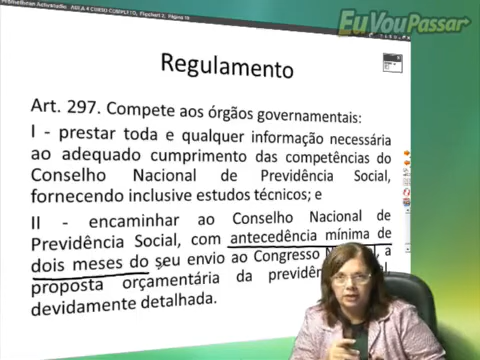 EuVouPassar
Regulamento
Art. 297. Compete aos órgãos governamentais:
I - prestar toda e qualquer informação necessária
ao adequado cumprimento das competências do
Conselho Nacional de Previdência Social,
fornecendo inclusive estudos técnicos; e
II - encaminhar ao Conselho Nacional de
Previdência Social, com antecedência mínima de
dois meses do seu envio ao Congresso a
proposta orçamentária da
devidamente detalhada.